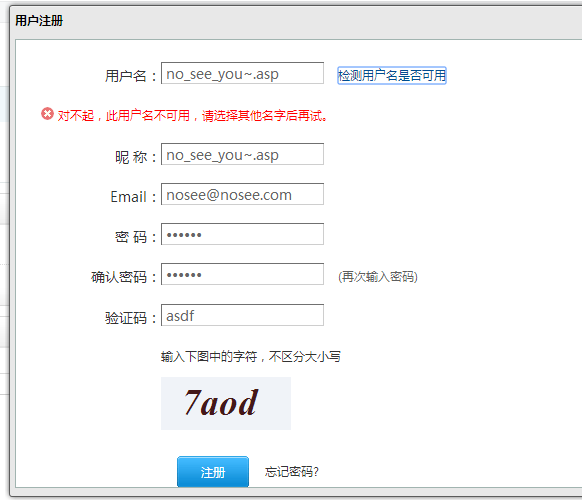 用户注册
用户名：no_see_you~.asp 检测用户名是否可用
对不起，此用户名不可用，请选择其他名字后再试。
昵 称：no_see_you~.asp
Email：nosee@nosee.com
密 码：••••••
确认密码：•••••• (再次输入密码)
验证码：asdf
输入下图中的字符，不区分大小写
7aod
注册 忘记密码?